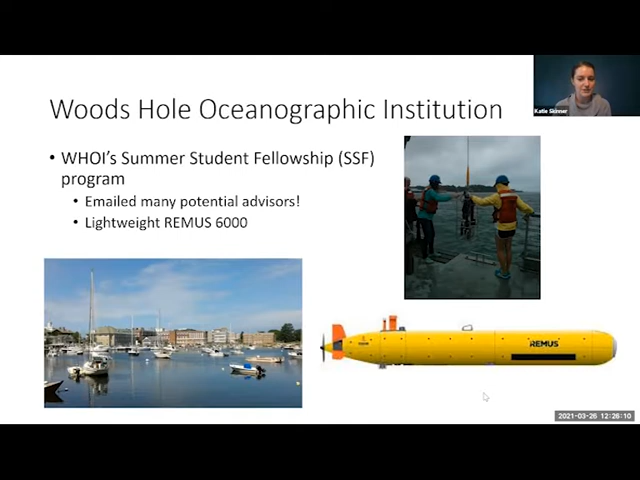 Katie Skinner
Woods Hole Oceanographic Institution
• WHOI's Summer Student Fellowship (SSF)
program
• Emailed many potential advisors!
• Lightweight REMUS 6000
REMUS
2021-03-26 12:26:10